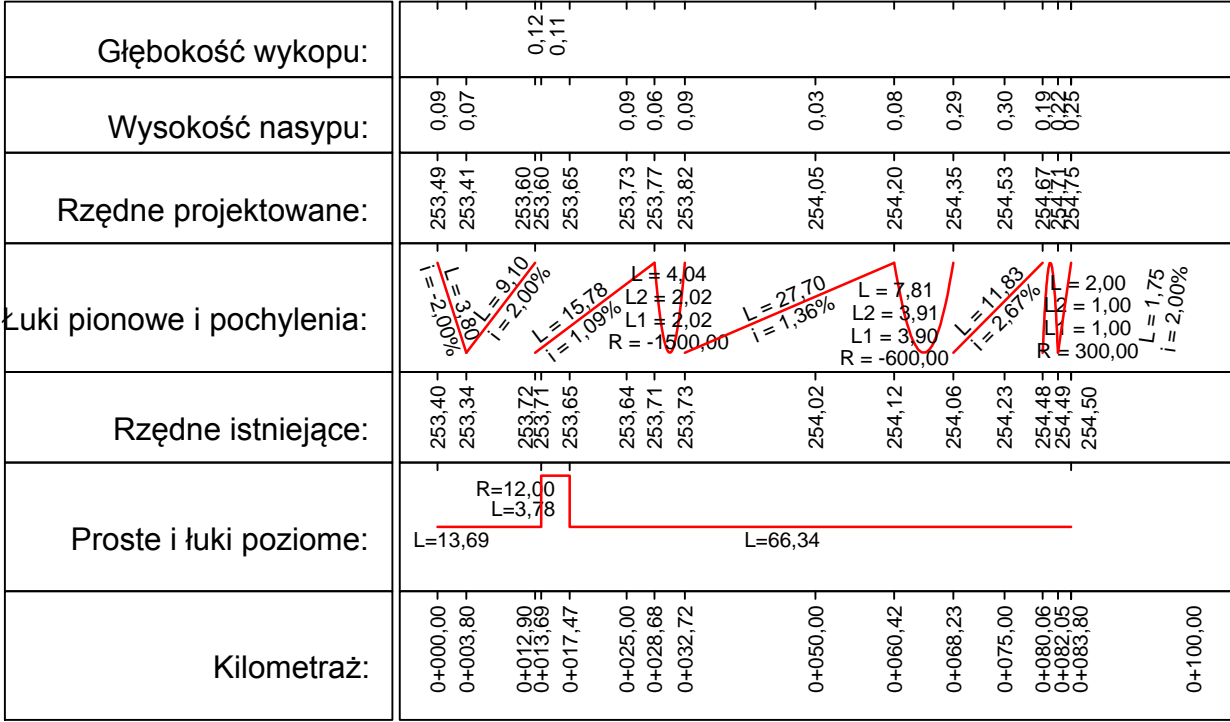 Głębokość wykopu:
0,12
0,11
Wysokość nasypu:
0,09
0,07
0,09
0,06
0,09
0,03
0,08
0,29
0,30
0,19
0,22
0,25
Rzędne projektowane:
253,49
253,41
253,60
253,60
253,65
253,73
253,77
253,82
254,05
254,20
254,35
254,53
254,67
254,71
254,75
Łuki pionowe i pochylenia:
L = 3,80
i = -2,00%
L = 9,10
i = 2,00%
L = 15,78
i = 1,09%
L = 4,04
L2 = 2,02
L1 = 2,02
R = -1500,00
L = 27,70
i = 1,36%
L = 7,81
L2 = 3,91
L1 = 3,90
R = -600,00
L = 11,83
i = 2,67%
L = 2,00
L2 = 1,00
L1 = 1,00
R = 300,00
L = 1,75
i = 2,00%
Rzędne istniejące:
253,40
253,34
253,72
253,71
253,65
253,64
253,71
253,73
254,02
254,12
254,06
254,23
254,48
254,49
254,50
Proste i łuki poziome:
L=13,69
R=12,00
L=3,78
L=66,34
Kilometraż:
0+000,00
0+003,80
0+012,90
0+013,69
0+017,47
0+025,00
0+028,68
0+032,72
0+050,00
0+060,42
0+068,23
0+075,00
0+080,06
0+082,05
0+083,80
0+100,00